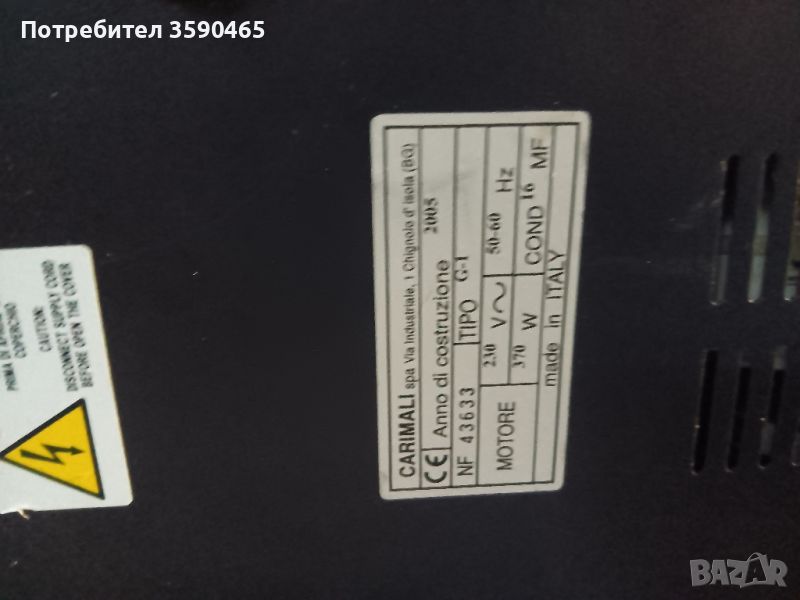 Потребител 3590465
CARIMALI spa Via Industriale, 1 Chignolo d' Isola (BG)
CE Anno di costruzione 2005
NF 43633 TIPO G-1
MOTORE 230 V 50-60 Hz
370 W COND 16 MF
made in ITALY
PRIMA DI
COPERCHIO
CAUTION:
DISCONNECT SUPPLY CORD
BEFORE OPEN THE COVER
BAZAR